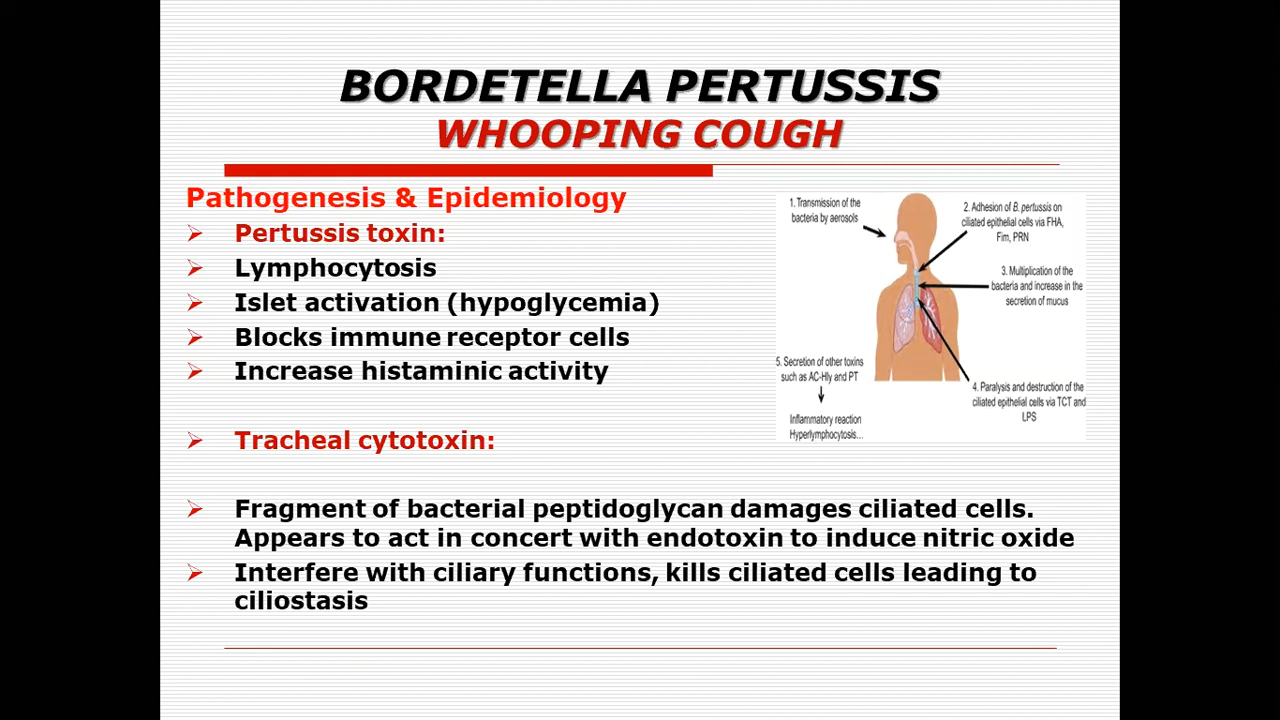 BORDETELLA PERTUSSIS
WHOOPING COUGH
Pathogenesis & Epidemiology
Pertussis toxin:
Lymphocytosis
Islet activation (hypoglycemia)
Blocks immune receptor cells
Increase histaminic activity
Tracheal cytotoxin:
Fragment of bacterial peptidoglycan damages ciliated cells.
Appears to act in concert with endotoxin to induce nitric oxide
Interfere with ciliary functions, kills ciliated cells leading to
ciliostasis
1. Transmission of the
bacteria by aerosols
2. Adhesion of B. pertussis on
ciliated epithelial cells via FHA,
Fim, PRN
3. Multiplication of the
bacteria and increase in the
secretion of mucus
4. Paralysis and destruction of the
ciliated epithelial cells via TCT and
LPS
5. Secretion of other toxins
such as AC-Hly and PT
Inflammatory reaction
Hyperlymphocytosis...